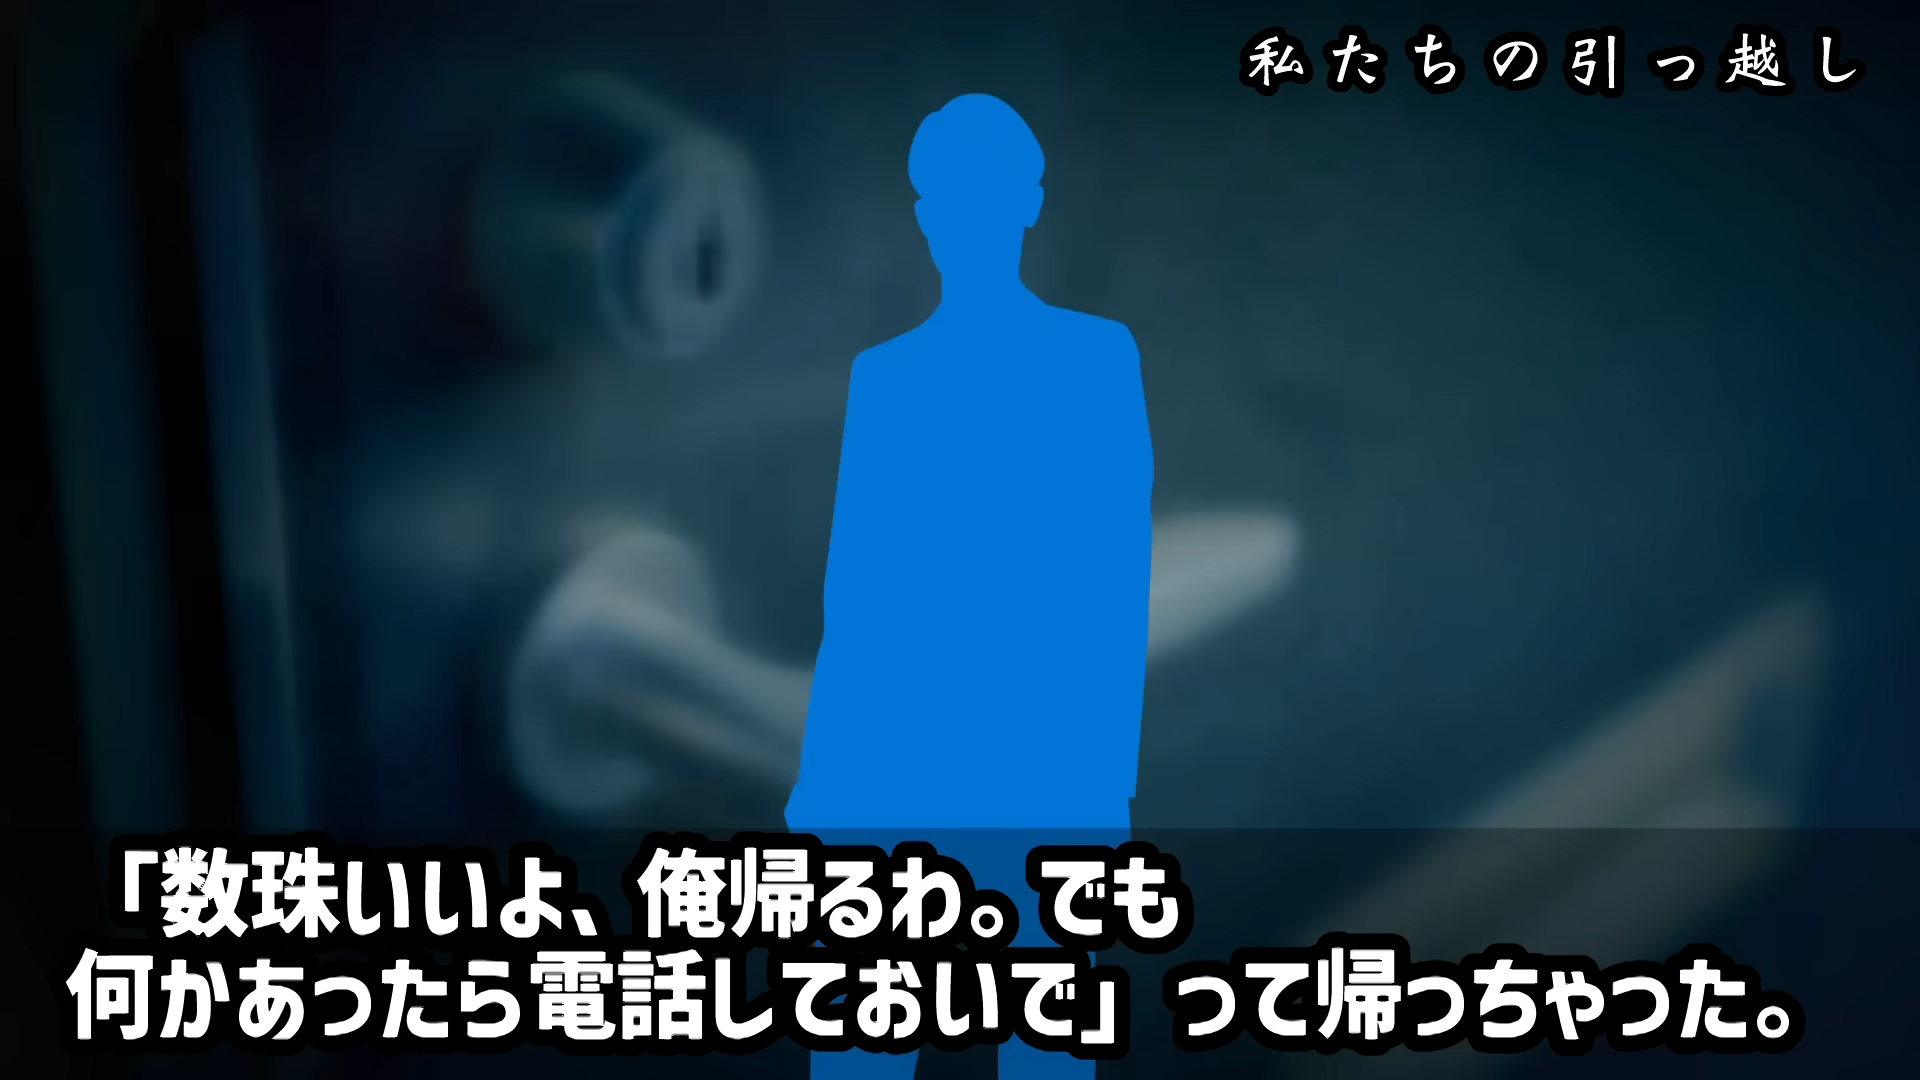 私たちの引っ越し
「数珠いいよ、俺帰るわ。でも
何かあったら電話しておいで」って帰っちゃった。